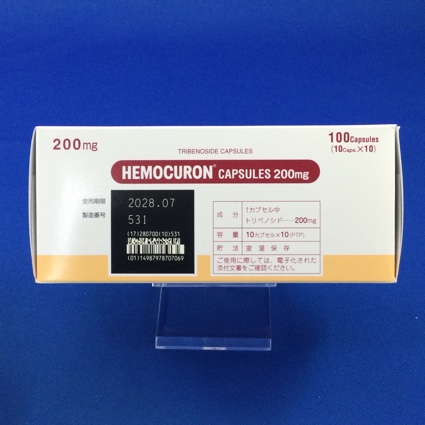 200mg
TRIBENOSIDE CAPSULES
100Capsules
(10Caps.×10)
HEMOCURON® CAPSULES 200mg
使用期限 2028.07
製造番号 531
(17)280700(10)531
(01)14987978707069
成分 1カプセル中
トリベノシド……200mg
容量 10カプセル×10(PTP)
貯法 室温保存
ご使用に際しては、電子化された
添付文書をご確認ください。